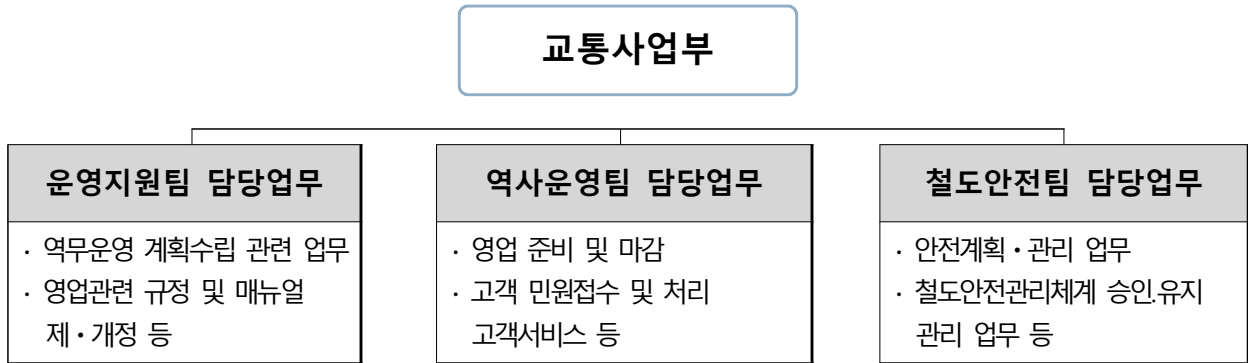 교통사업부
운영지원팀 담당업무
· 역무운영 계획수립 관련 업무
· 영업관련 규정 및 매뉴얼
제・개정 등
역사운영팀 담당업무
· 영업 준비 및 마감
· 고객 민원접수 및 처리
고객서비스 등
철도안전팀 담당업무
· 안전계획・관리 업무
· 철도안전관리체계 승인.유지
관리 업무 등